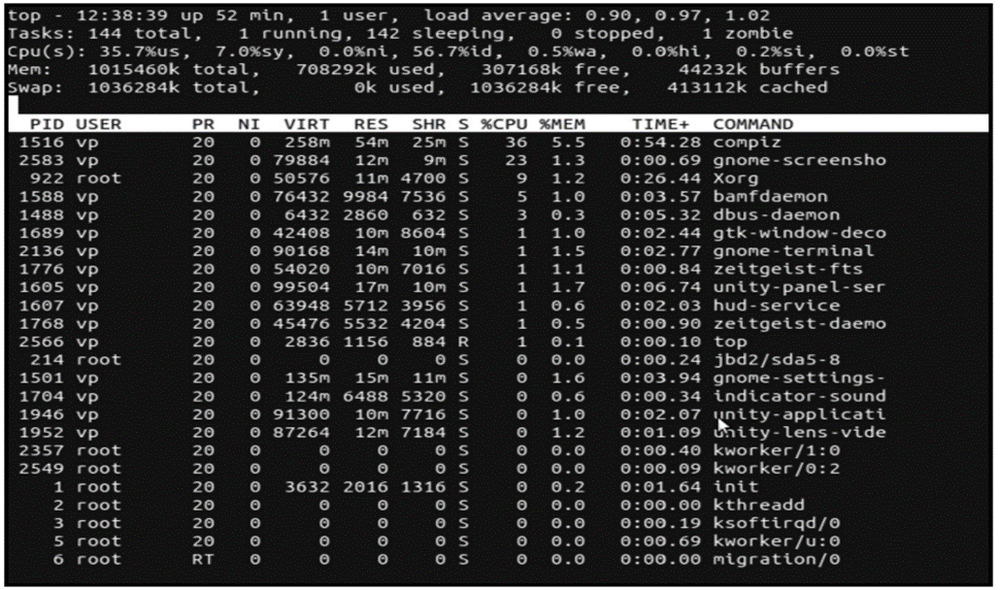 top - 12:38:39 up 52 min,  1 user,  load average: 0.90, 0.97, 1.02
Tasks: 144 total,   1 running, 142 sleeping,   0 stopped,   1 zombie
Cpu(s): 35.7%us,  7.0%sy,  0.0%ni, 56.7%id,  0.5%wa,  0.0%hi,  0.2%si,  0.0%st
Mem:   1015460k total,   708292k used,   307168k free,    44232k buffers
Swap:  1036284k total,        0k used,  1036284k free,   413112k cached
PID USER      PR  NI  VIRT  RES  SHR S %CPU %MEM    TIME+  COMMAND
1516 vp        20   0  258m  54m  25m S   36  5.5   0:54.28 compiz
2583 vp        20   0 79884  12m   9m S   23  1.3   0:00.69 gnome-screensho
922 root      20   0 50576  11m 4700 S    9  1.2   0:26.44 Xorg
1588 vp        20   0 76432 9984 7536 S    5  1.0   0:03.57 bamfdaemon
1488 vp        20   0  6432 2860  632 S    3  0.3   0:05.32 dbus-daemon
1689 vp        20   0 42408  10m 8604 S    1  1.0   0:02.44 gtk-window-deco
2136 vp        20   0 90168  14m  10m S    1  1.5   0:02.77 gnome-terminal
1776 vp        20   0 54020  10m 7016 S    1  1.1   0:00.84 zeitgeist-fts
1605 vp        20   0 99504  17m  10m S    1  1.7   0:06.74 unity-panel-ser
1607 vp        20   0 63948 5712 3956 S    1  0.6   0:02.03 hud-service
1768 vp        20   0 45476 5532 4204 S    1  0.5   0:00.90 zeitgeist-daemo
2566 vp        20   0  2836 1156  884 R    1  0.1   0:00.10 top
214 root      20   0     0    0    0 S    0  0.0   0:00.24 jbd2/sda5-8
1501 vp        20   0  135m  15m  11m S    0  1.6   0:03.94 gnome-settings-
1704 vp        20   0  124m 6488 5320 S    0  0.6   0:00.34 indicator-sound
1946 vp        20   0 91300  10m 7716 S    0  1.0   0:02.07 unity-applicati
1952 vp        20   0 87264  12m 7184 S    0  1.2   0:01.09 unity-lens-vide
2357 root      20   0     0    0    0 S    0  0.0   0:00.40 kworker/1:0
2549 root      20   0     0    0    0 S    0  0.0   0:00.09 kworker/0:2
1 root      20   0  3632 2016 1316 S    0  0.2   0:01.64 init
2 root      20   0     0    0    0 S    0  0.0   0:00.00 kthreadd
3 root      20   0     0    0    0 S    0  0.0   0:00.19 ksoftirqd/0
5 root      20   0     0    0    0 S    0  0.0   0:00.69 kworker/u:0
6 root      RT   0     0    0    0 S    0  0.0   0:00.00 migration/0